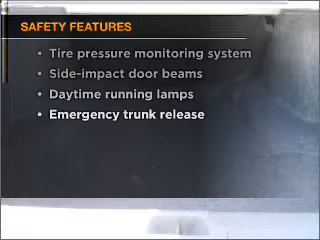 SAFETY FEATURES
• Tire pressure monitoring system
• Side-impact door beams
• Daytime running lamps
• Emergency trunk release